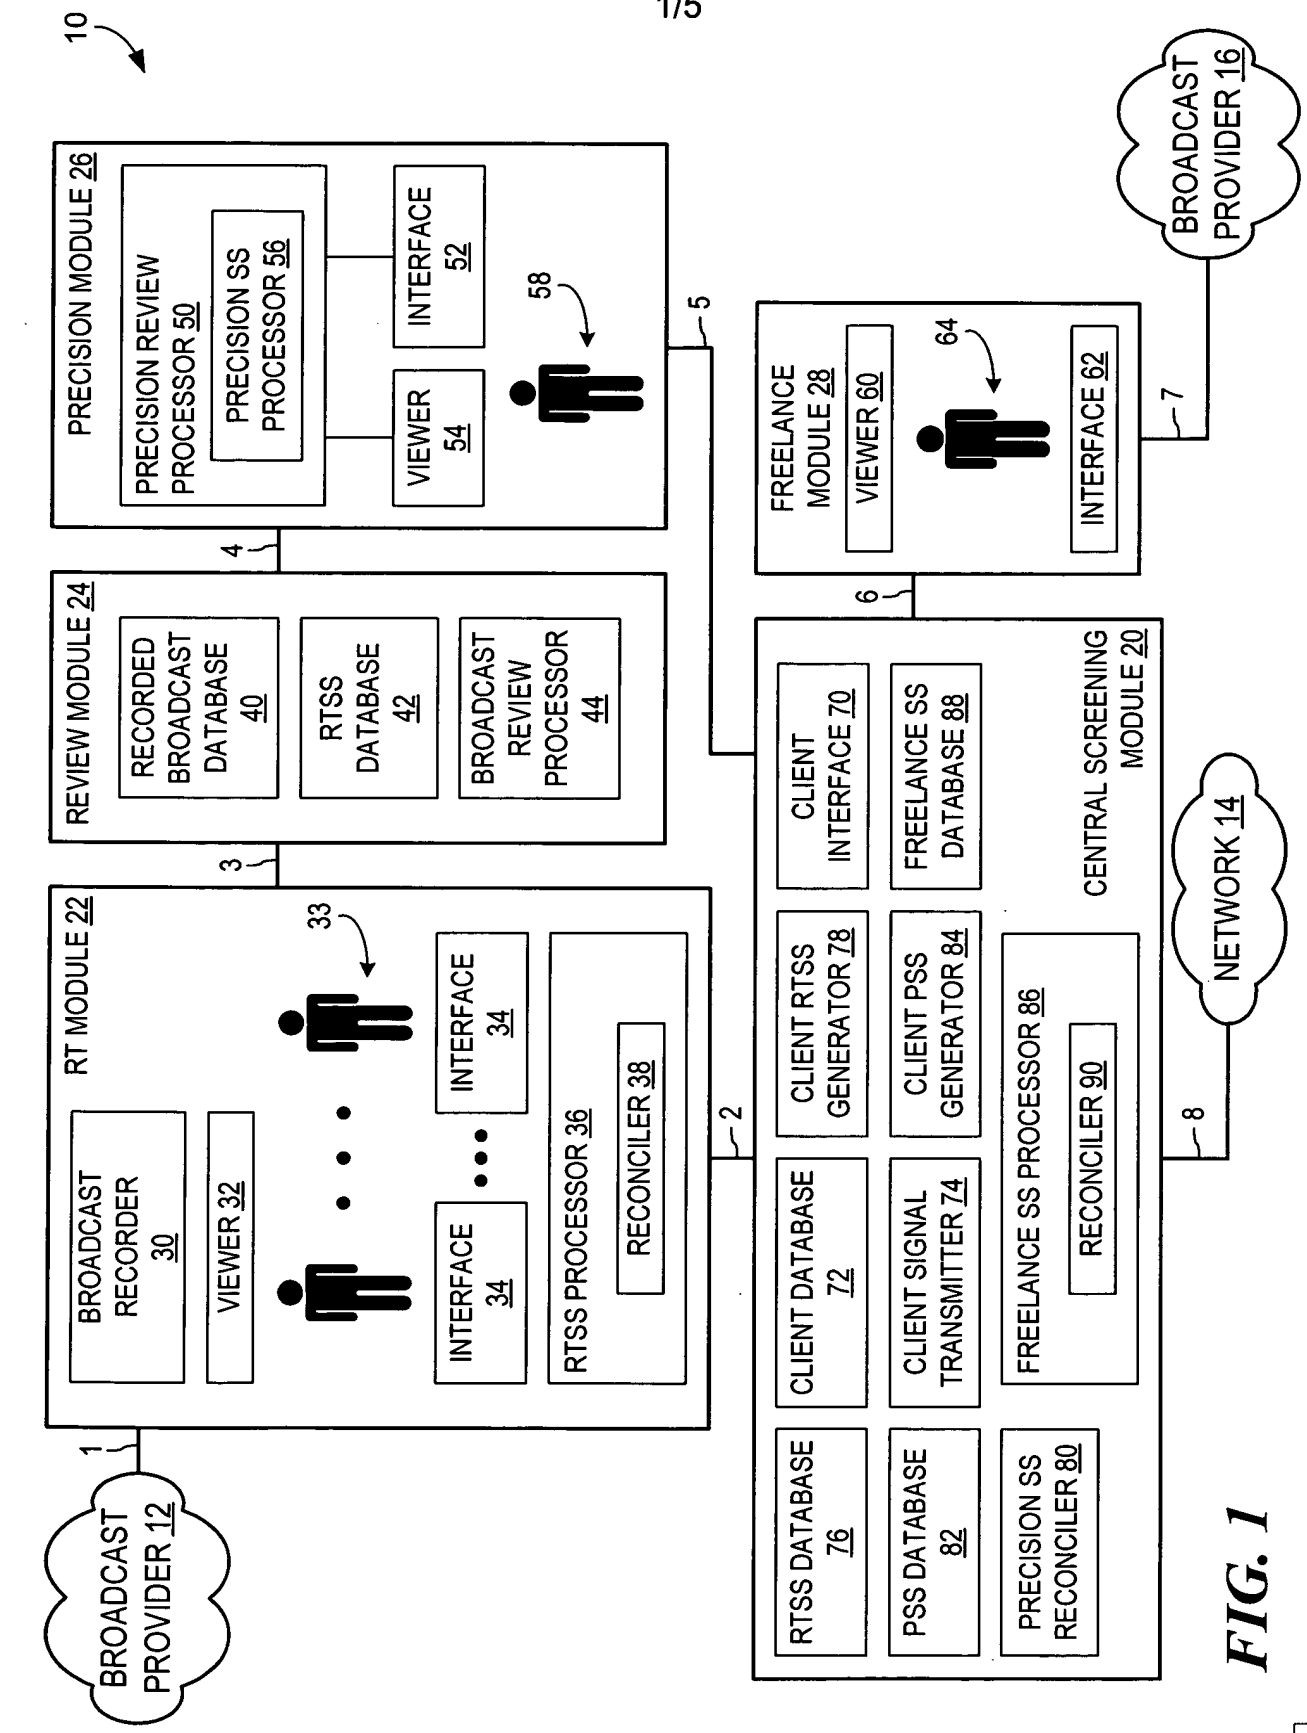 1/5
10
BROADCAST
PROVIDER 12
1
RT MODULE 22
BROADCAST
RECORDER
30
VIEWER 32
33
INTERFACE
34
INTERFACE
34
RTSS PROCESSOR 36
RECONCILER 38
3
REVIEW MODULE 24
RECORDED
BROADCAST
DATABASE
40
RTSS
DATABASE
42
BROADCAST
REVIEW
PROCESSOR
44
4
PRECISION MODULE 26
PRECISION REVIEW
PROCESSOR 50
PRECISION SS
PROCESSOR 56
VIEWER
54
INTERFACE
52
58
2
5
RTSS DATABASE
76
CLIENT DATABASE
72
CLIENT RTSS
GENERATOR 78
CLIENT
INTERFACE 70
PSS DATABASE
82
CLIENT SIGNAL
TRANSMITTER 74
CLIENT PSS
GENERATOR 84
FREELANCE SS
DATABASE 88
PRECISION SS
RECONCILER 80
FREELANCE SS PROCESSOR 86
RECONCILER 90
CENTRAL SCREENING
MODULE 20
6
FREELANCE
MODULE 28
VIEWER 60
64
INTERFACE 62
7
BROADCAST
PROVIDER 16
8
NETWORK 14
FIG. 1